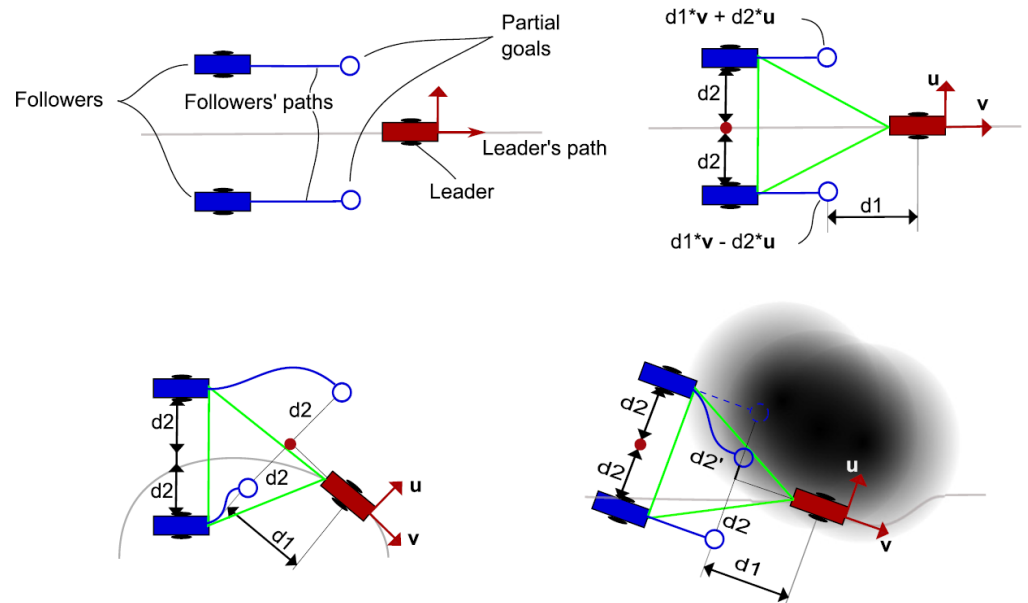 Partial
goals
Followers
Followers' paths
Leader's path
Leader
d1*v + d2*u
u
v
d2
d2
d1
d1*v - d2*u
d2
d2
d2
d2
u
v
d1
d2
d2
d2'
u
d2
v
d1